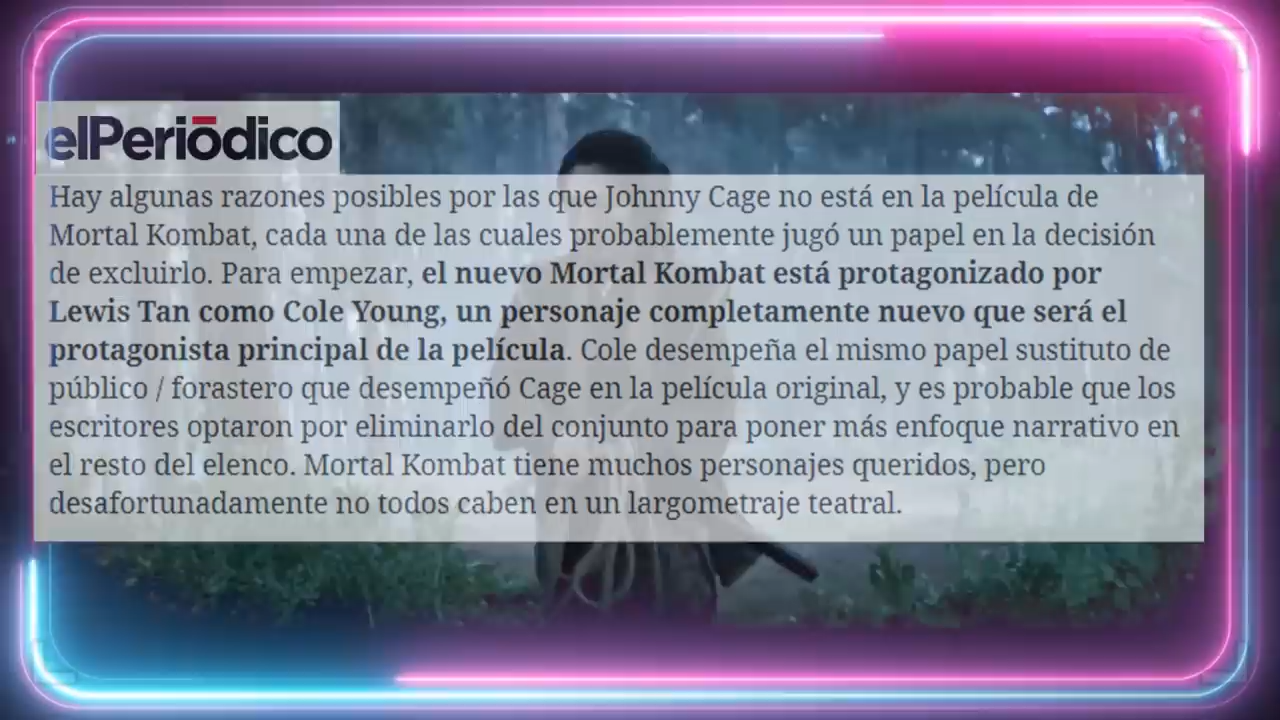 elPeriódico
Hay algunas razones posibles por las que Johnny Cage no está en la película de
Mortal Kombat, cada una de las cuales probablemente jugó un papel en la decisión
de excluirlo. Para empezar, el nuevo Mortal Kombat está protagonizado por
Lewis Tan como Cole Young, un personaje completamente nuevo que será el
protagonista principal de la película. Cole desempeña el mismo papel sustituto de
público / forastero que desempeñó Cage en la película original, y es probable que los
escritores optaron por eliminarlo del conjunto para poner más enfoque narrativo en
el resto del elenco. Mortal Kombat tiene muchos personajes queridos, pero
desafortunadamente no todos caben en un largometraje teatral.